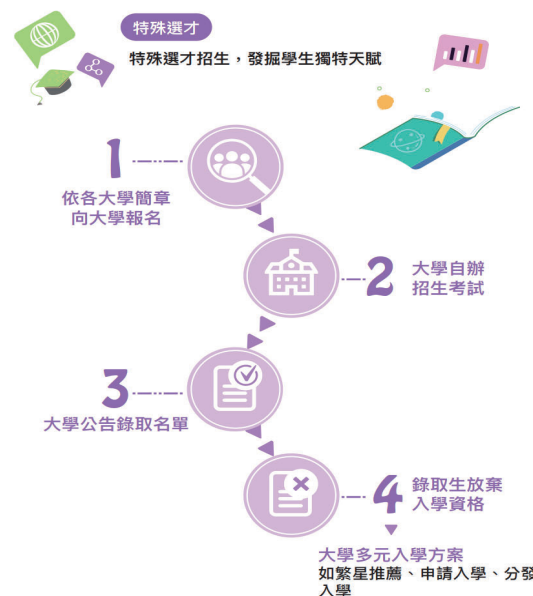 特殊選才
特殊選才招生，發掘學生獨特天賦
1
依各大學簡章
向大學報名
2
大學自辦
招生考試
3
大學公告錄取名單
4
錄取生放棄
入學資格
大學多元入學方案
如繁星推薦、申請入學、分發
入學